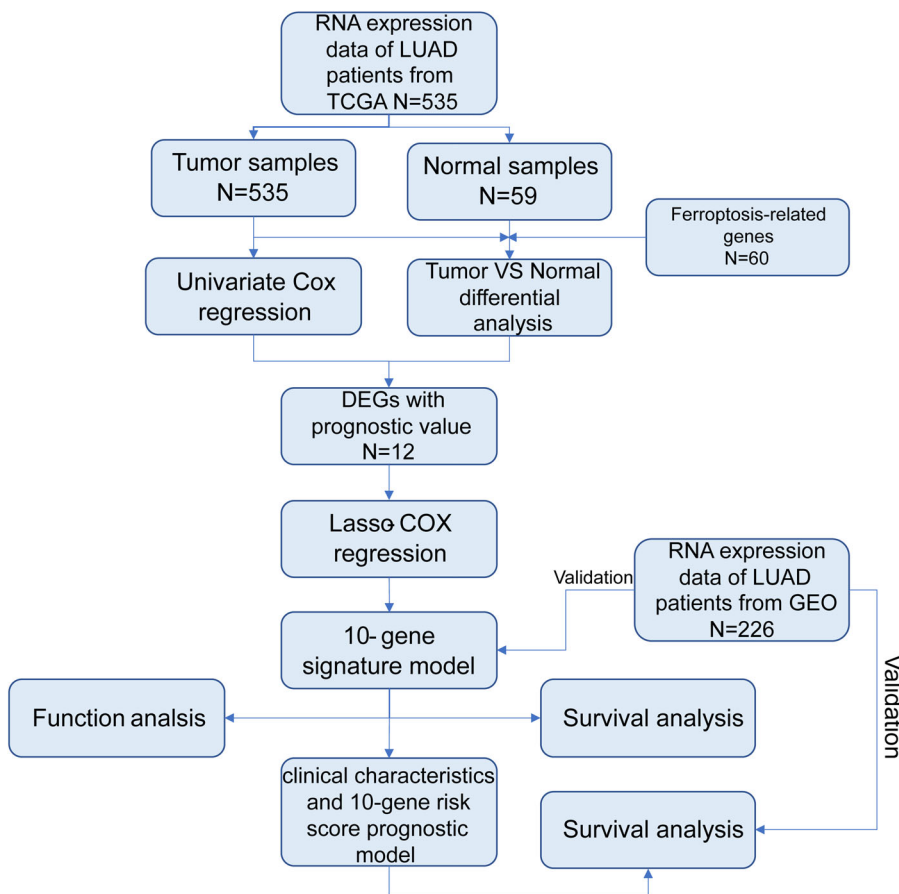 RNA expression
data of LUAD
patients from
TCGA N=535
Tumor samples
N=535
Normal samples
N=59
Ferroptosis-related
genes
N=60
Univariate Cox
regression
Tumor VS Normal
differential
analysis
DEGs with
prognostic value
N=12
Lasso-COX
regression
RNA expression
data of LUAD
patients from GEO
N=226
Validation
10- gene
signature model
Validation
Function analsis
Survival analysis
clinical characteristics
and 10-gene risk
score prognostic
model
Survival analysis